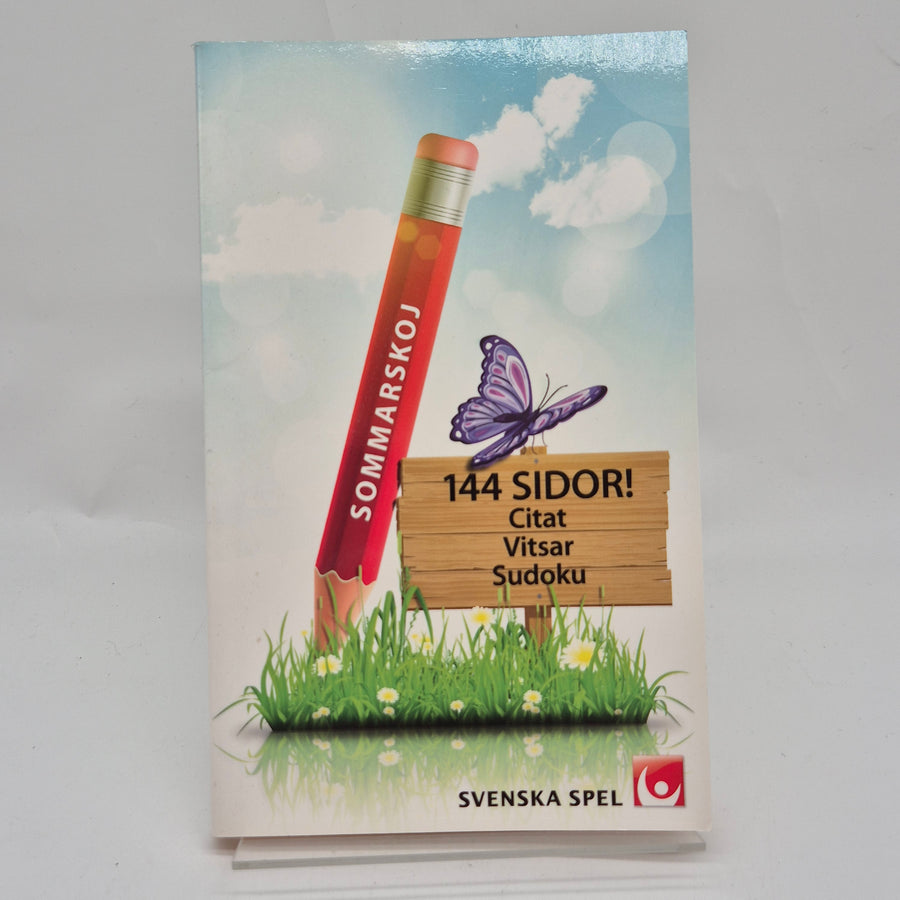 SOMMARSKOJ
144 SIDOR!
Citat
Vitsar
Sudoku
SVENSKA SPEL